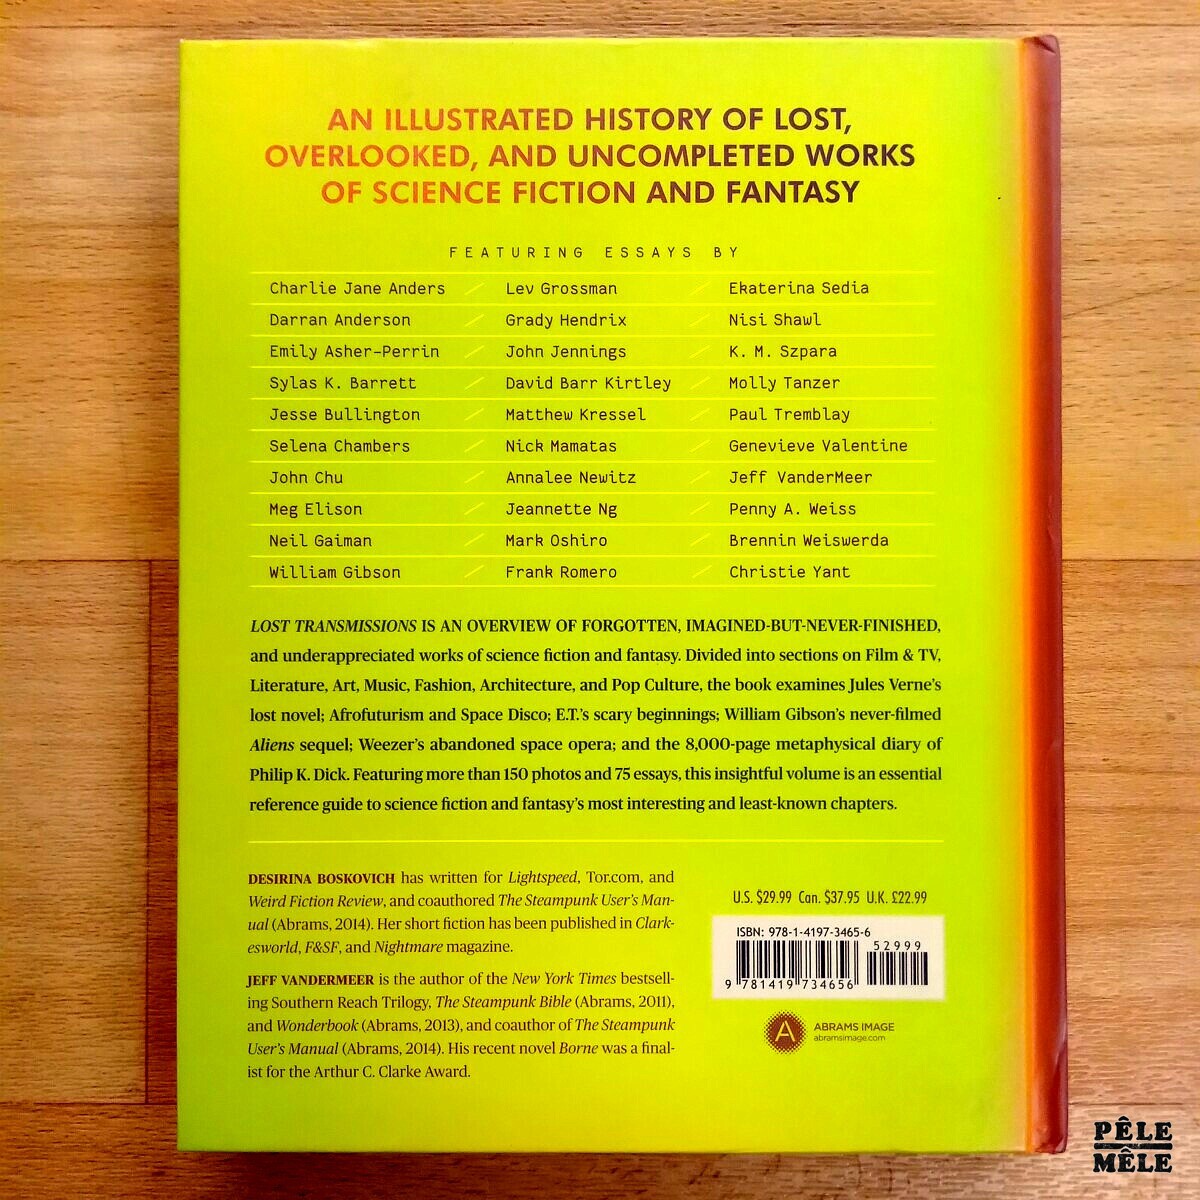 AN ILLUSTRATED HISTORY OF LOST,
OVERLOOKED, AND UNCOMPLETED WORKS
OF SCIENCE FICTION AND FANTASY
FEATURING ESSAYS BY
Charlie Jane Anders / Lev Grossman / Ekaterina Sedia
Darran Anderson / Grady Hendrix / Nisi Shawl
Emily Asher-Perrin / John Jennings / K. M. Szpara
Sylas K. Barrett / David Barr Kirtley / Molly Tanzer
Jesse Bullington / Matthew Kressel / Paul Tremblay
Selena Chambers / Nick Mamatas / Genevieve Valentine
John Chu / Annalee Newitz / Jeff VanderMeer
Meg Elison / Jeannette Ng / Penny A. Weiss
Neil Gaiman / Mark Oshiro / Brennin Weiswerda
William Gibson / Frank Romero / Christie Yant
LOST TRANSMISSIONS IS AN OVERVIEW OF FORGOTTEN, IMAGINED-BUT-NEVER-FINISHED,
and underappreciated works of science fiction and fantasy. Divided into sections on Film & TV,
Literature, Art, Music, Fashion, Architecture, and Pop Culture, the book examines Jules Verne's
lost novel; Afrofuturism and Space Disco; E.T.'s scary beginnings; William Gibson's never-filmed
Aliens sequel; Weezer's abandoned space opera; and the 8,000-page metaphysical diary of
Philip K. Dick. Featuring more than 150 photos and 75 essays, this insightful volume is an essential
reference guide to science fiction and fantasy's most interesting and least-known chapters.
DESIRINA BOSKOVICH has written for Lightspeed, Tor.com, and
Weird Fiction Review, and coauthored The Steampunk User's Man-
ual (Abrams, 2014). Her short fiction has been published in Clark-
esworld, F&SF, and Nightmare magazine.
JEFF VANDERMEER is the author of the New York Times bestsell-
ing Southern Reach Trilogy, The Steampunk Bible (Abrams, 2011),
and Wonderbook (Abrams, 2013), and coauthor of The Steampunk
User's Manual (Abrams, 2014). His recent novel Borne was a final-
ist for the Arthur C. Clarke Award.
U.S. $29.99 Can. $37.95 U.K. £22.99
ISBN: 978-1-4197-3465-6
52999
9 781419 734656
A
ABRAMS IMAGE
abramsimage.com
PÊLE
MÊLE